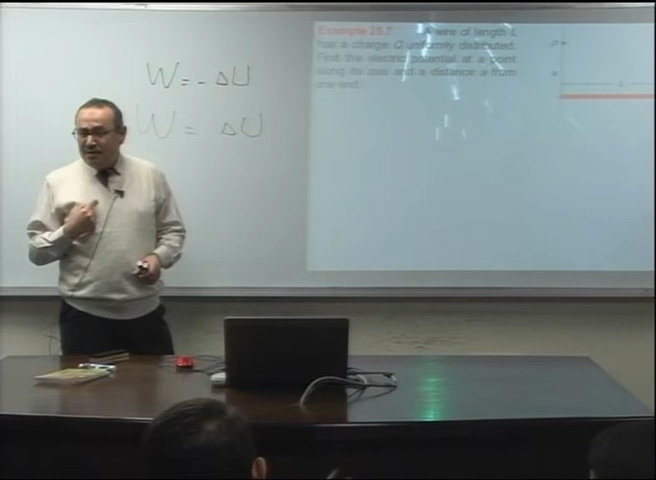 W = - ΔU
W = ΔU
Example 25.7 A wire of length L
has a charge Q uniformly distributed.
Find the electric potential at a point
along its axis and a distance a from
one end.
P
a
L